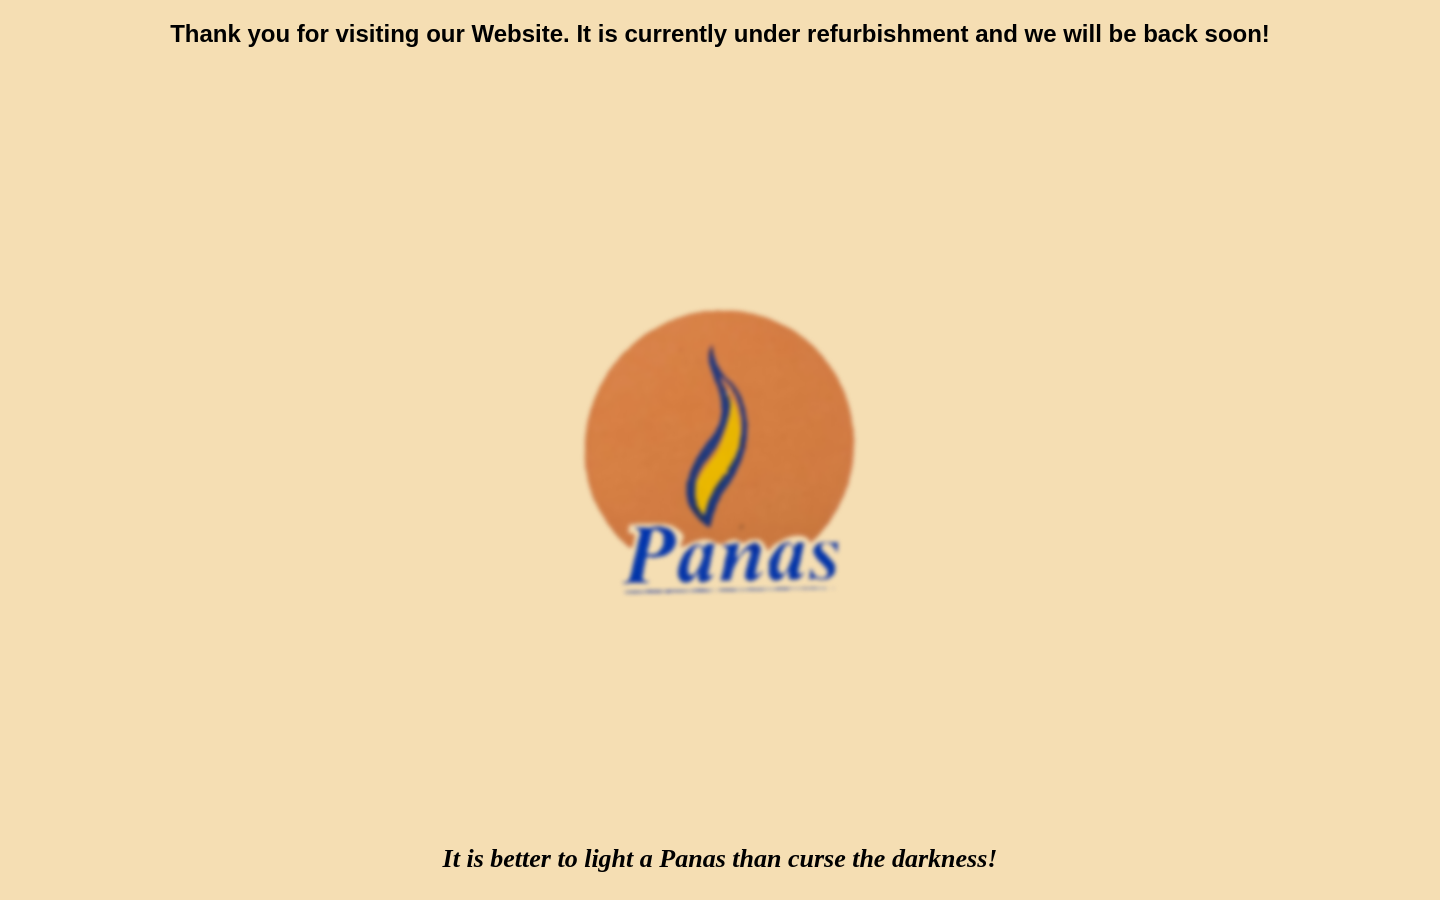 Thank you for visiting our Website. It is currently under refurbishment and we will be back soon!
Panas
It is better to light a Panas than curse the darkness!